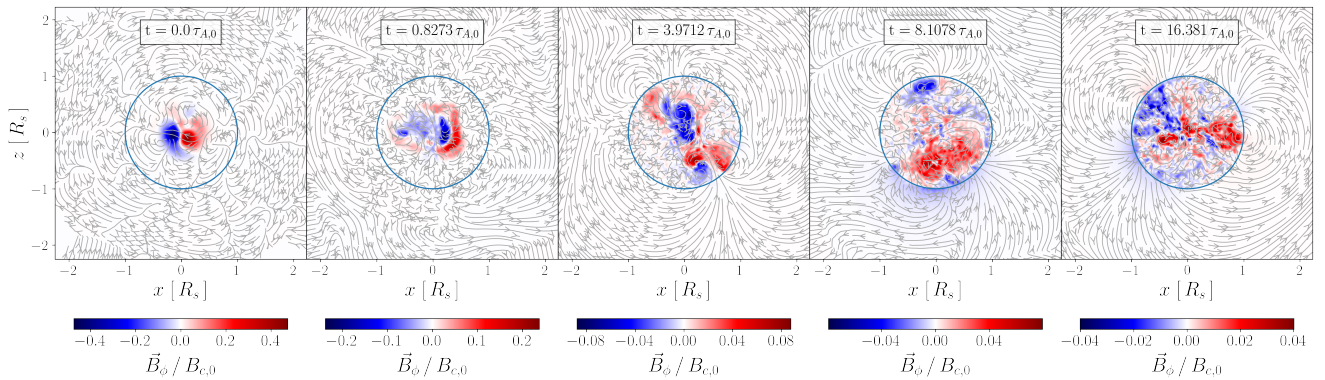 t = 0.0 τ_{A,0}
t = 0.8273 τ_{A,0}
t = 3.9712 τ_{A,0}
t = 8.1078 τ_{A,0}
t = 16.381 τ_{A,0}
z [ R_s ]
2
1
0
−1
−2
−2 −1 0 1 2
−2 −1 0 1 2
−2 −1 0 1 2
−2 −1 0 1 2
−2 −1 0 1 2
x [ R_s ]
x [ R_s ]
x [ R_s ]
x [ R_s ]
x [ R_s ]
−0.4 −0.2 0.0 0.2 0.4
−0.2 −0.1 0.0 0.1 0.2
−0.08 −0.04 0.00 0.04 0.08
−0.04 0.00 0.04
−0.04 −0.02 0.00 0.02 0.04
B⃗_ϕ / B_{c,0}
B⃗_ϕ / B_{c,0}
B⃗_ϕ / B_{c,0}
B⃗_ϕ / B_{c,0}
B⃗_ϕ / B_{c,0}